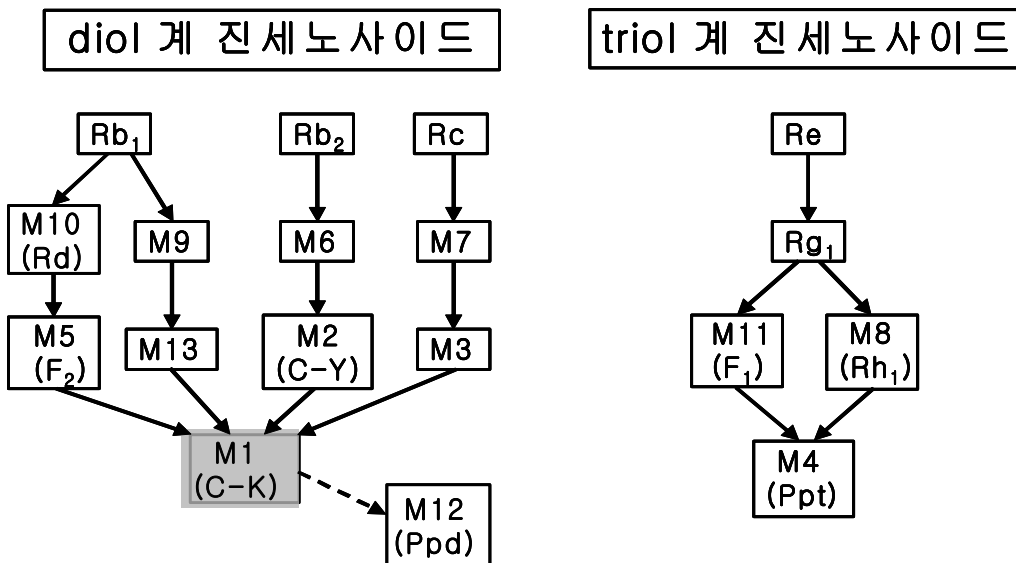 diol 계 진세노사이드
triol 계 진세노사이드
Rb₁
Rb₂
Rc
Re
M10
(Rd)
M9
M6
M7
Rg₁
M5
(F₂)
M13
M2
(C-Y)
M3
M11
(F₁)
M8
(Rh₁)
M1
(C-K)
M4
(Ppt)
M12
(Ppd)